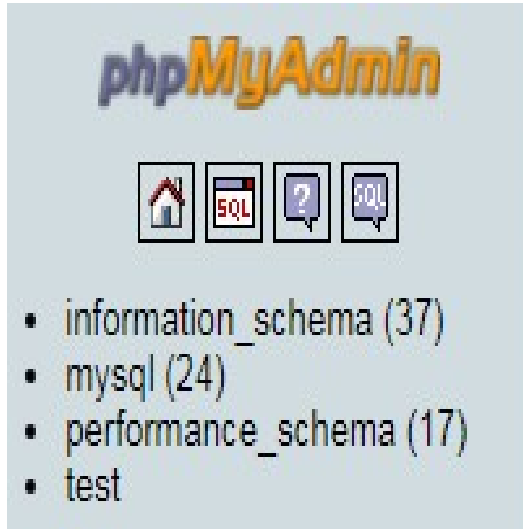 phpMyAdmin
SQL ? SQL
information_schema (37)
mysql (24)
performance_schema (17)
test